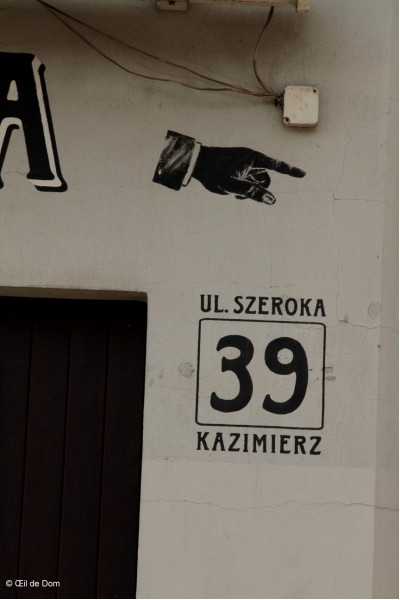 A
UL. SZEROKA
39
KAZIMIERZ
© Œil de Dom